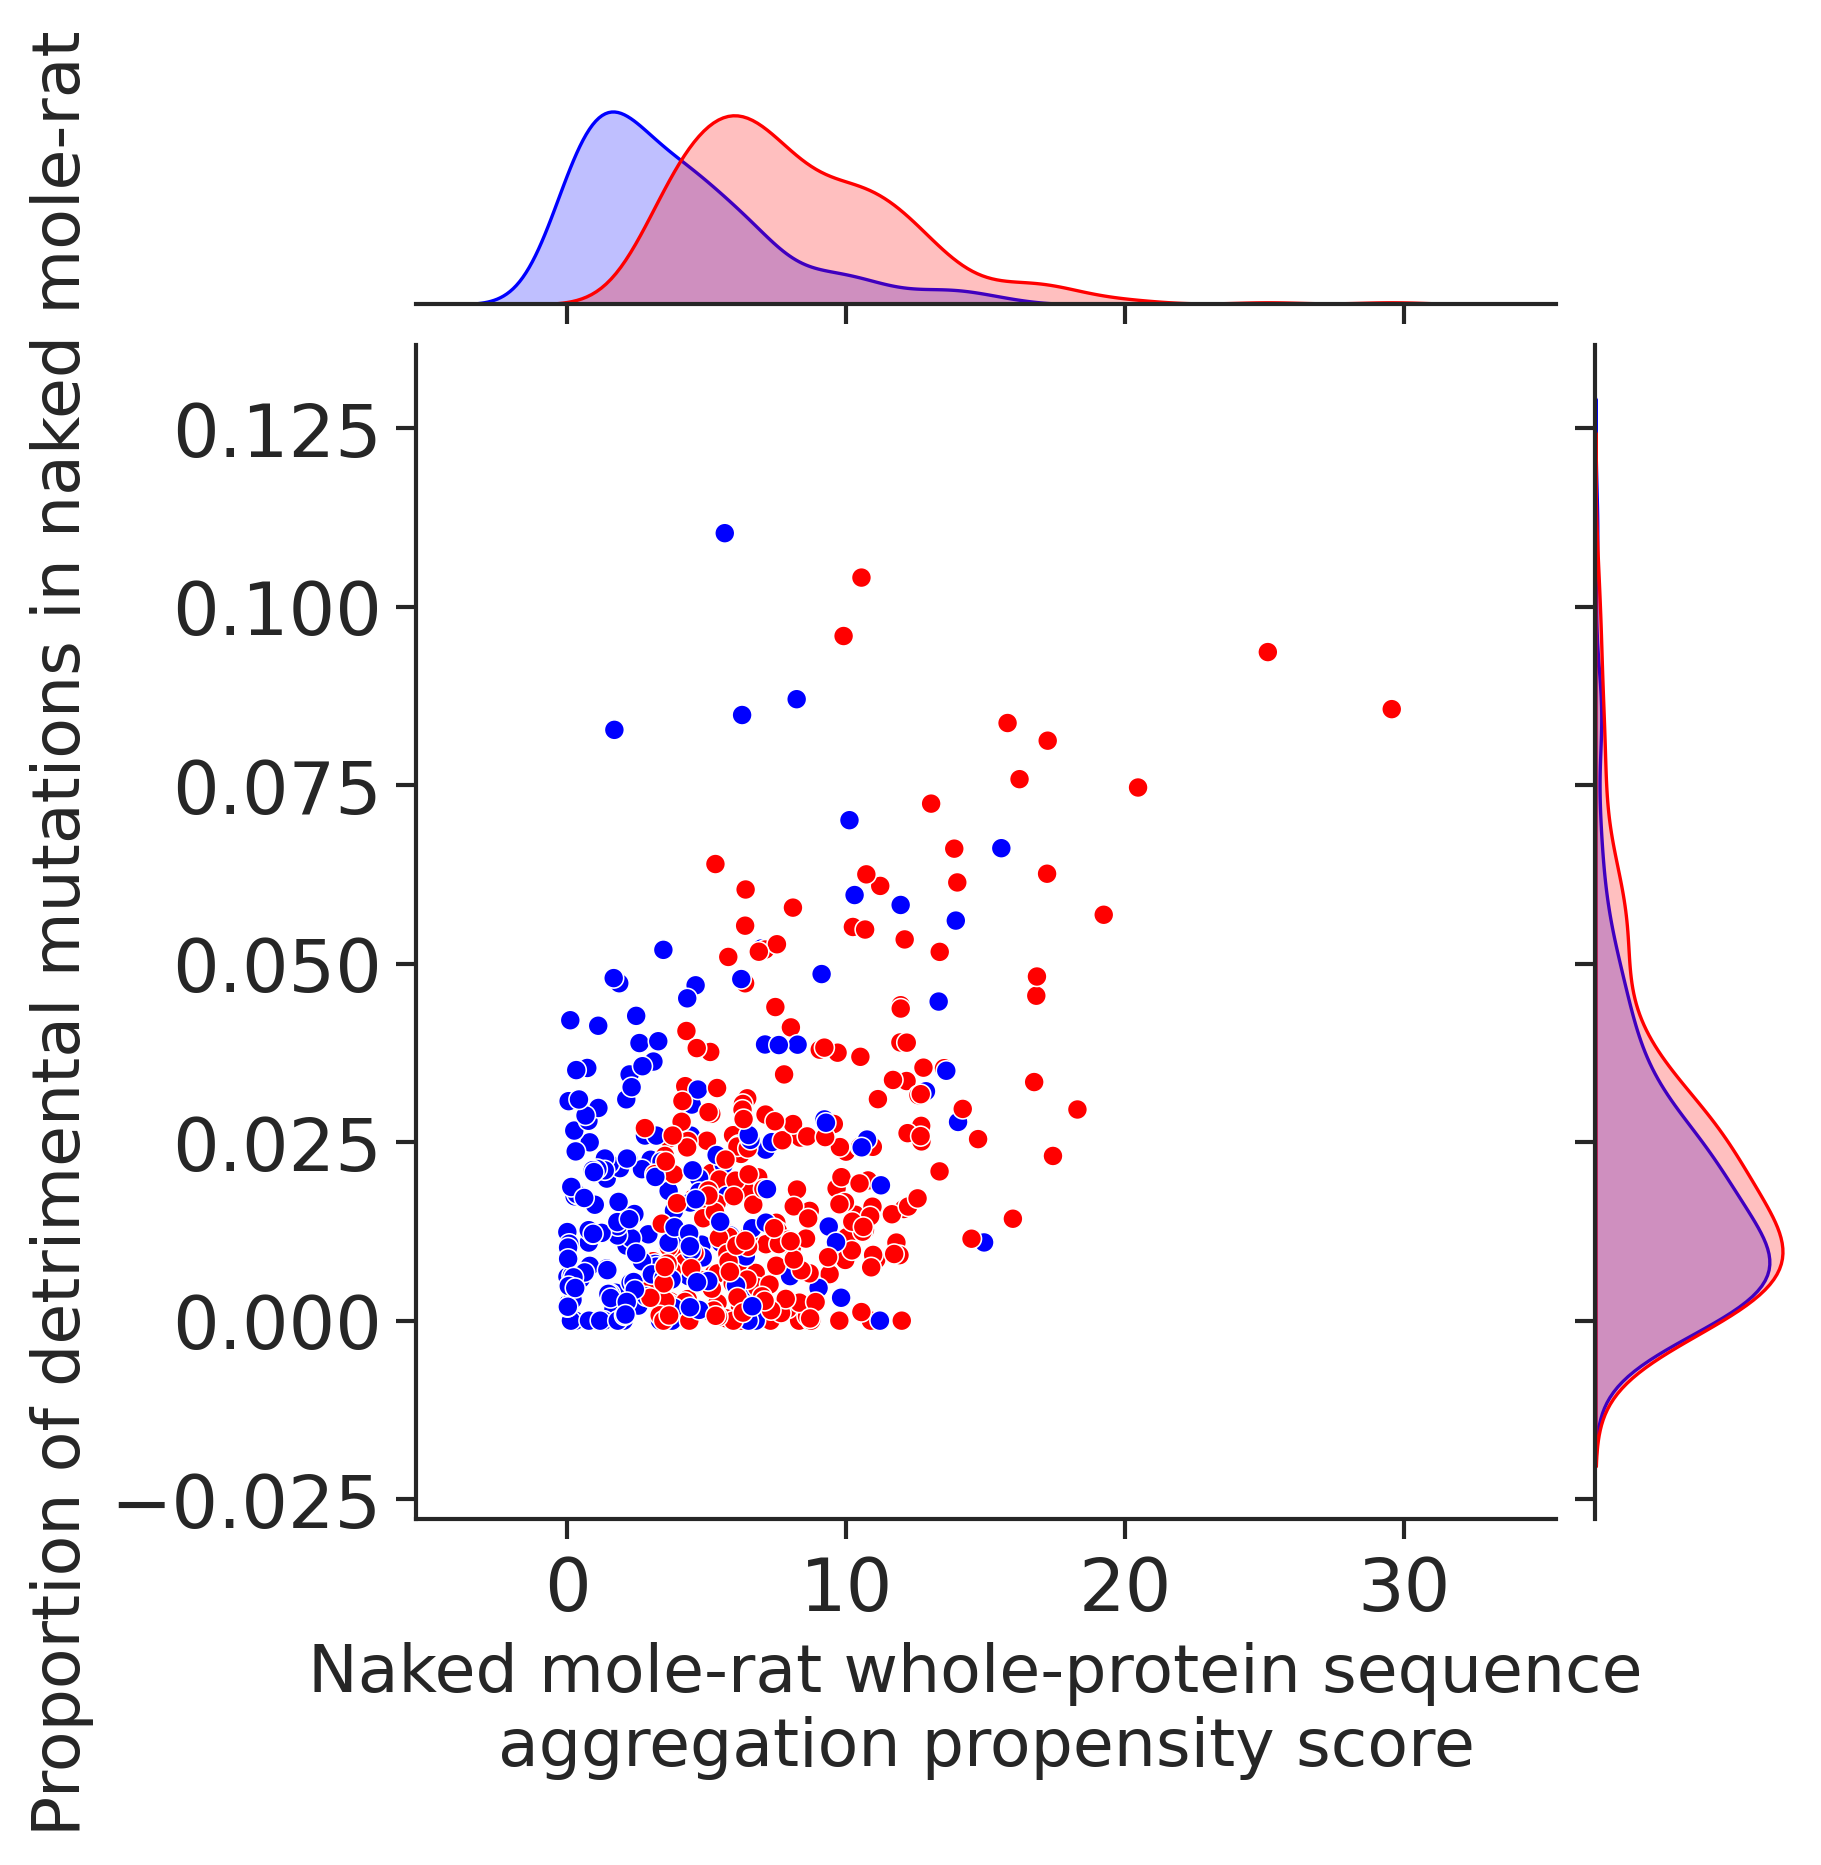 Proportion of detrimental mutations in naked mole-rat
0.125
0.100
0.075
0.050
0.025
0.000
−0.025
0 10 20 30
Naked mole-rat whole-protein sequence
aggregation propensity score